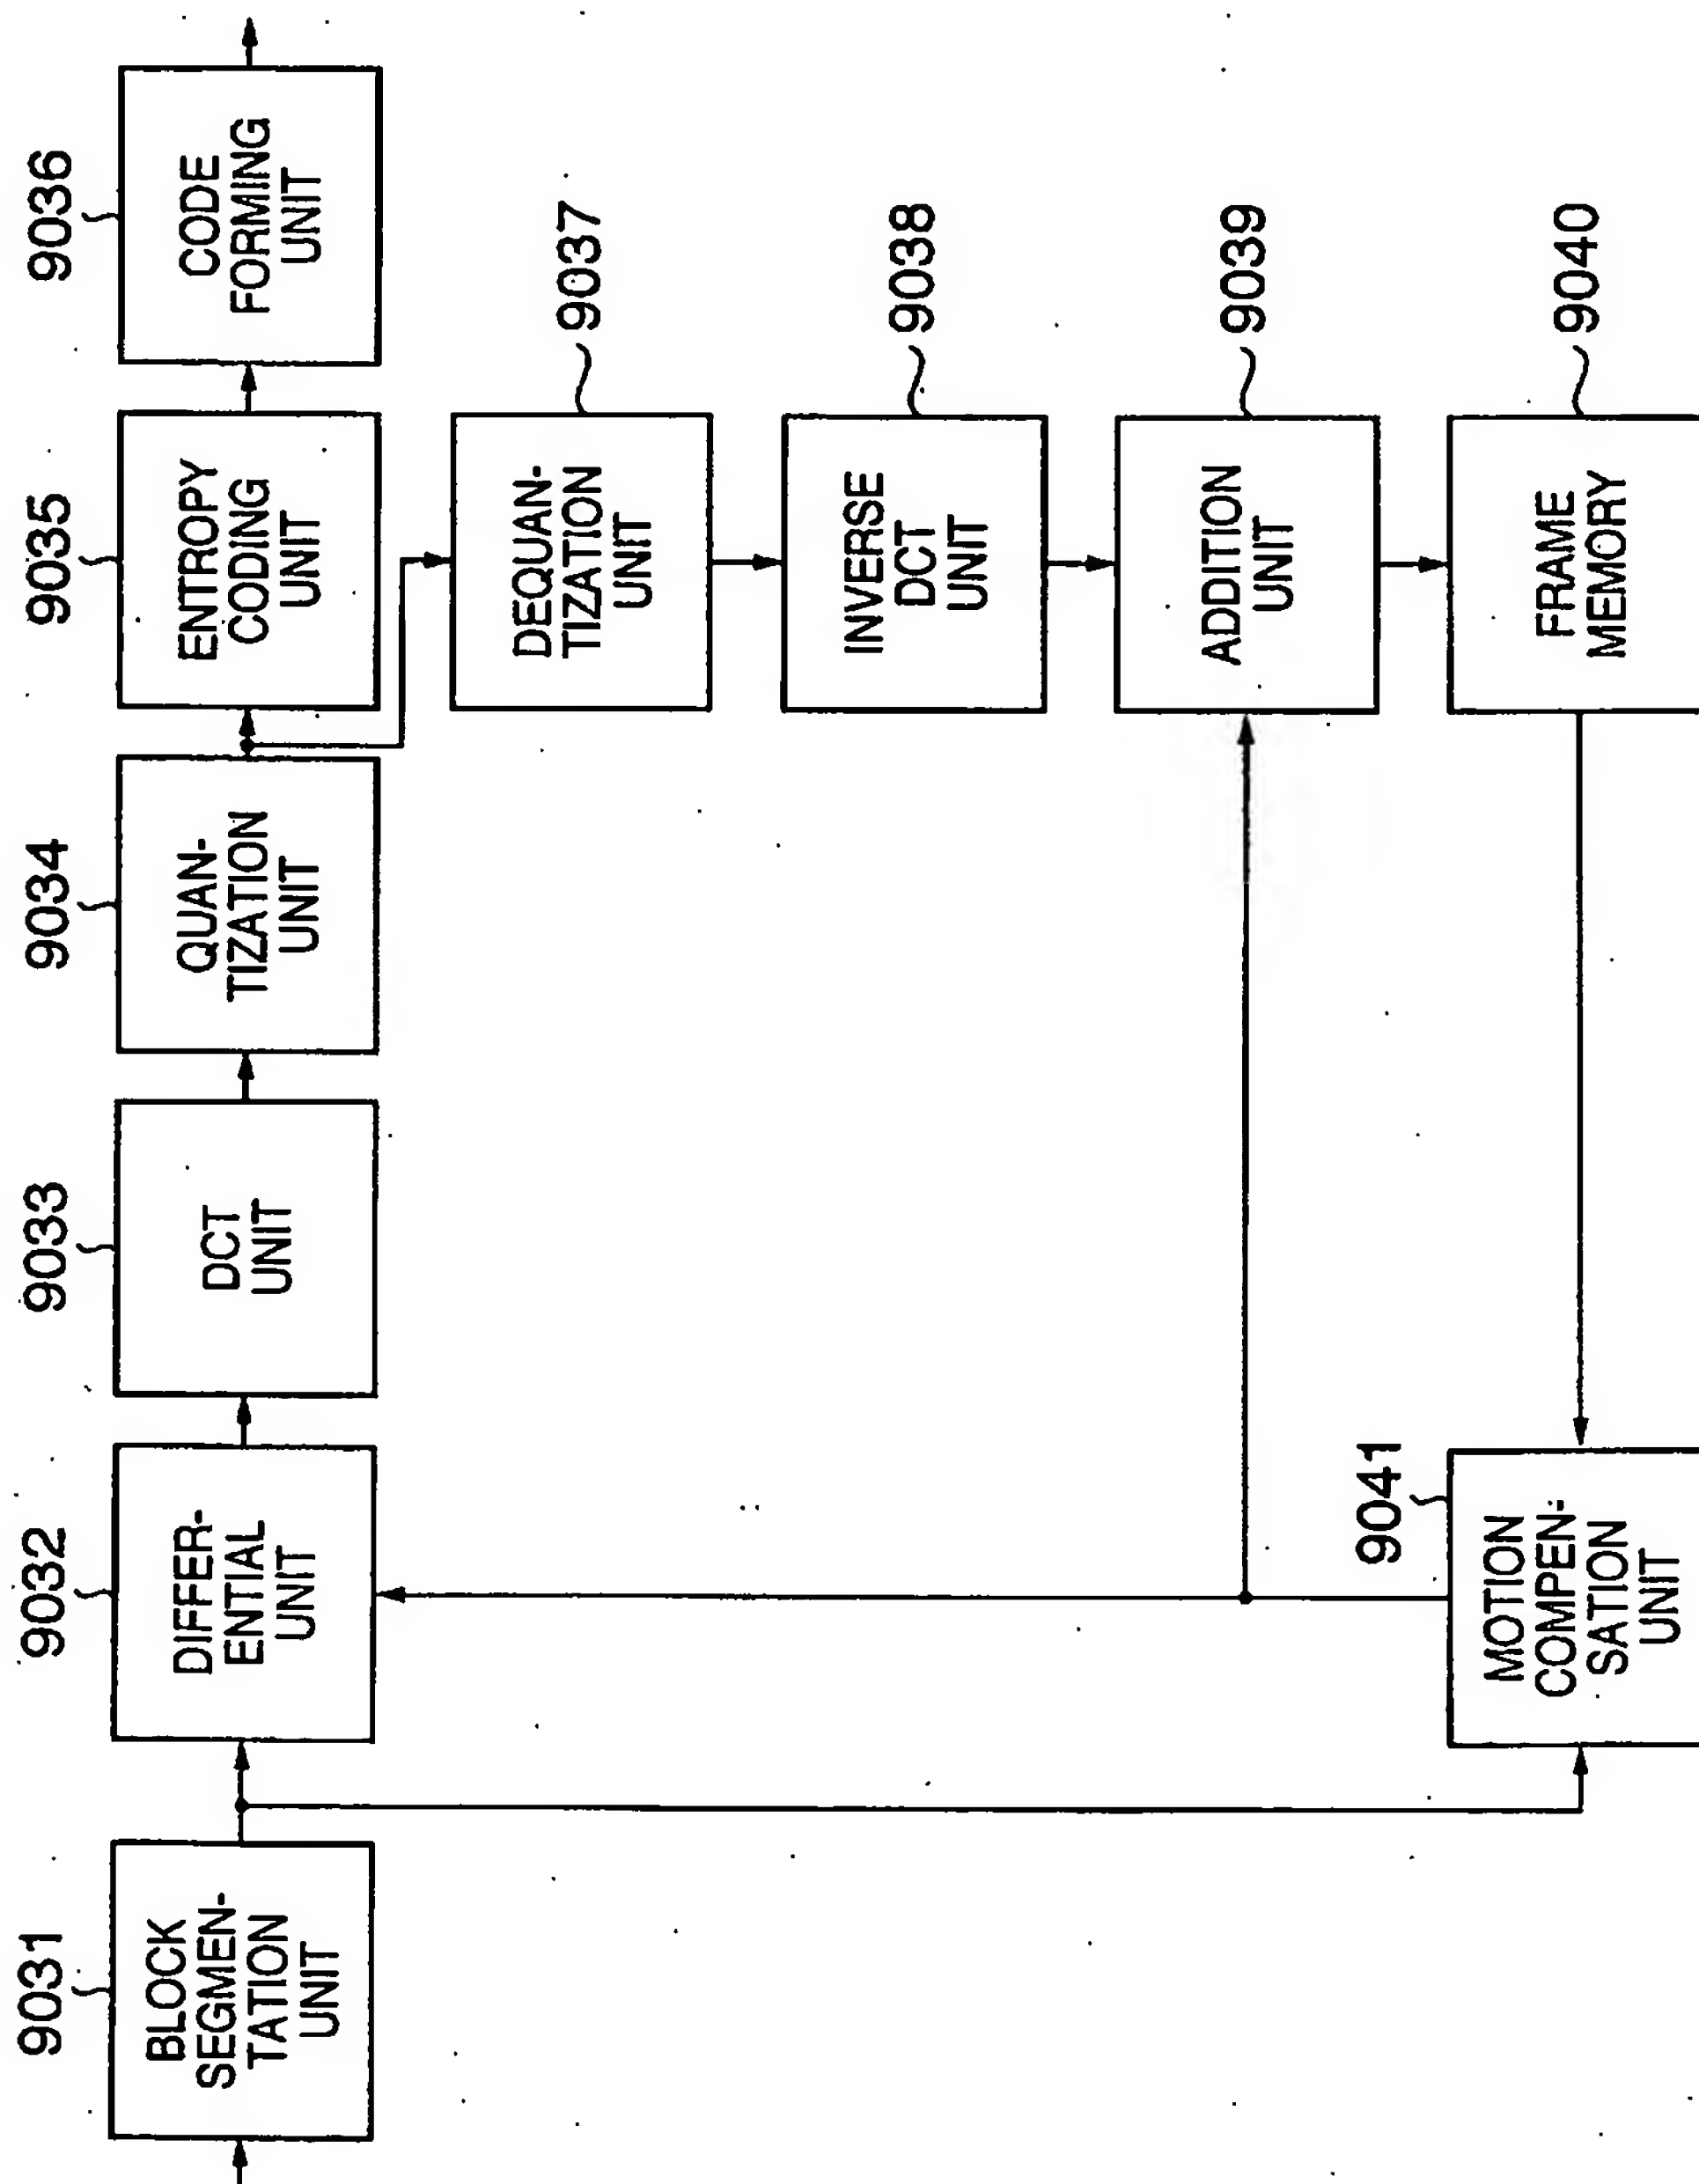 9031
BLOCK
SEGMEN-
TATION
UNIT
9032
DIFFER-
ENTIAL
UNIT
9033
DCT
UNIT
9034
QUAN-
TIZATION
UNIT
9035
ENTROPY
CODING
UNIT
9036
CODE
FORMING
UNIT
9037
DEQUAN-
TIZATION
UNIT
9038
INVERSE
DCT
UNIT
9039
ADDITION
UNIT
9040
FRAME
MEMORY
9041
MOTION
COMPEN-
SATION
UNIT